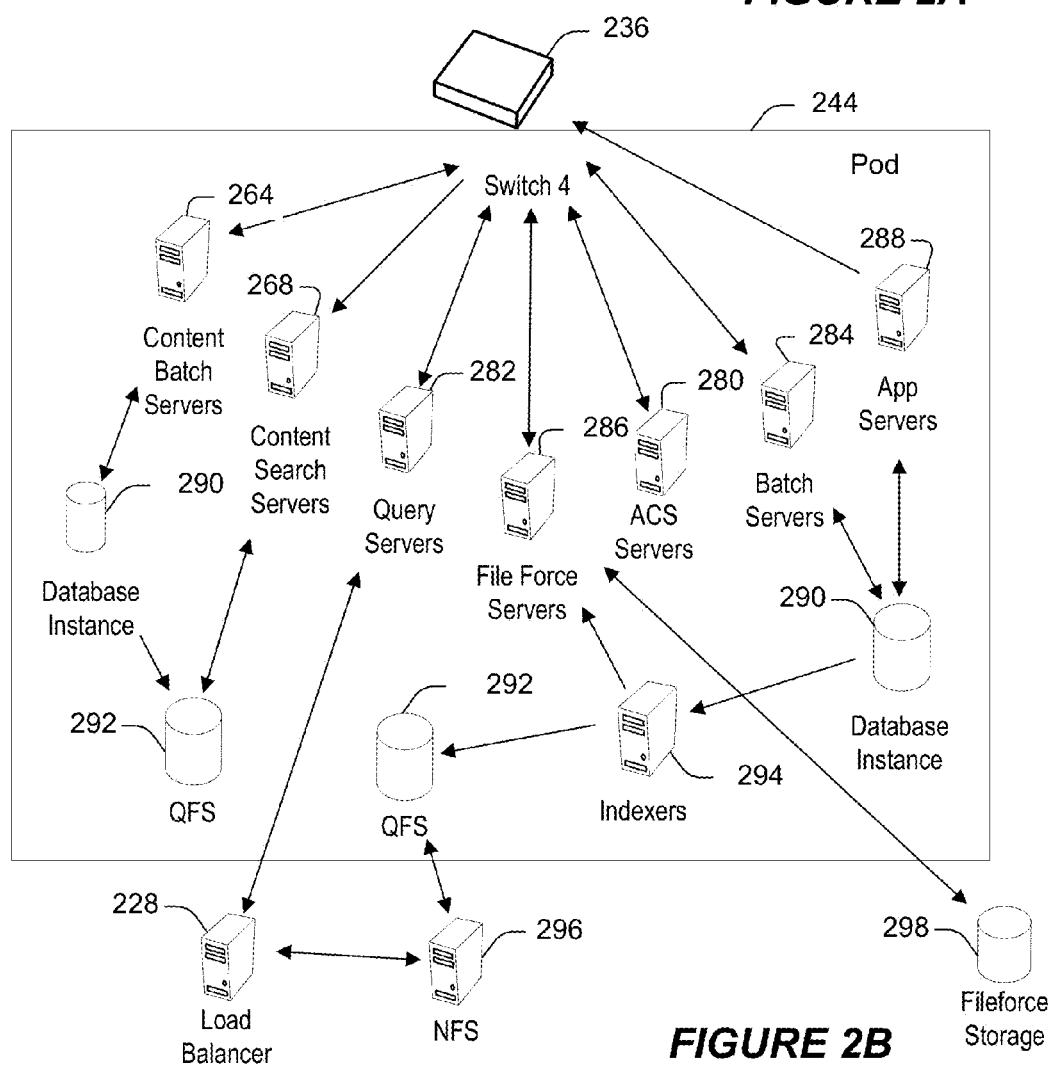 FIGURE 2A
236
244
Pod
Switch 4
264
288
268
284
282
280
286
Content
Batch
Servers
App
Servers
Content
Search
Servers
290
Query
Servers
ACS
Servers
Batch
Servers
File Force
Servers
Database
Instance
290
292
292
294
Database
Instance
QFS
QFS
Indexers
228
296
298
Load
Balancer
NFS
Fileforce
Storage
FIGURE 2B